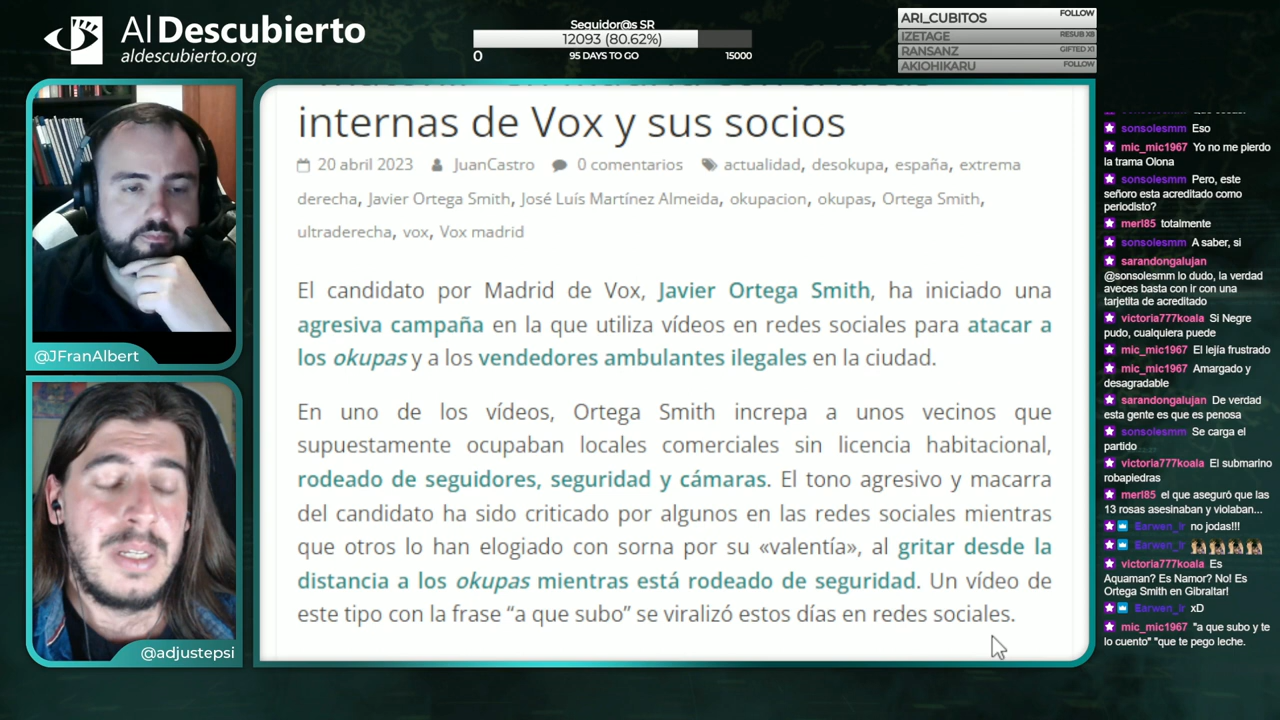 Al Descubierto
aldescubierto.org
Seguidor@s SR
12093 (80.62%)
0
95 DAYS TO GO
15000
ARI_CUBITOS FOLLOW
IZETAGE RESUB X8
RANSANZ GIFTED X1
AKIOHIKARU FOLLOW
@JFranAlbert
@adjustepsi
internas de Vox y sus socios
20 abril 2023 JuanCastro 0 comentarios actualidad, desokupa, españa, extrema
derecha, Javier Ortega Smith, José Luís Martínez Almeida, okupacion, okupas, Ortega Smith,
ultraderecha, vox, Vox madrid
El candidato por Madrid de Vox, Javier Ortega Smith, ha iniciado una
agresiva campaña en la que utiliza vídeos en redes sociales para atacar a
los okupas y a los vendedores ambulantes ilegales en la ciudad.
En uno de los vídeos, Ortega Smith increpa a unos vecinos que
supuestamente ocupaban locales comerciales sin licencia habitacional,
rodeado de seguidores, seguridad y cámaras. El tono agresivo y macarra
del candidato ha sido criticado por algunos en las redes sociales mientras
que otros lo han elogiado con sorna por su «valentía», al gritar desde la
distancia a los okupas mientras está rodeado de seguridad. Un vídeo de
este tipo con la frase “a que subo” se viralizó estos días en redes sociales.
sonsolesmm Eso
mic_mic1967 Yo no me pierdo
la trama Olona
sonsolesmm Pero, este
señoro esta acreditado como
periodisto?
merl85 totalmente
sonsolesmm A saber, si
sarandongalujan
@sonsolesmm lo dudo, la verdad
aveces basta con ir con una
tarjetita de acreditado
victoria777koala Si Negre
pudo, cualquiera puede
mic_mic1967 El lejía frustrado
mic_mic1967 Amargado y
desagradable
sarandongalujan De verdad
esta gente es que es penosa
sonsolesmm Se carga el
partido
victoria777koala El submarino
robapiedras
merl85 el que aseguró que las
13 rosas asesinaban y violaban...
Earwen_Ir no jodas!!!
Earwen_Ir
victoria777koala Es
Aquaman? Es Namor? No! Es
Ortega Smith en Gibraltar!
Earwen_Ir xD
mic_mic1967 "a que subo y te
lo cuento" "que te pego leche.